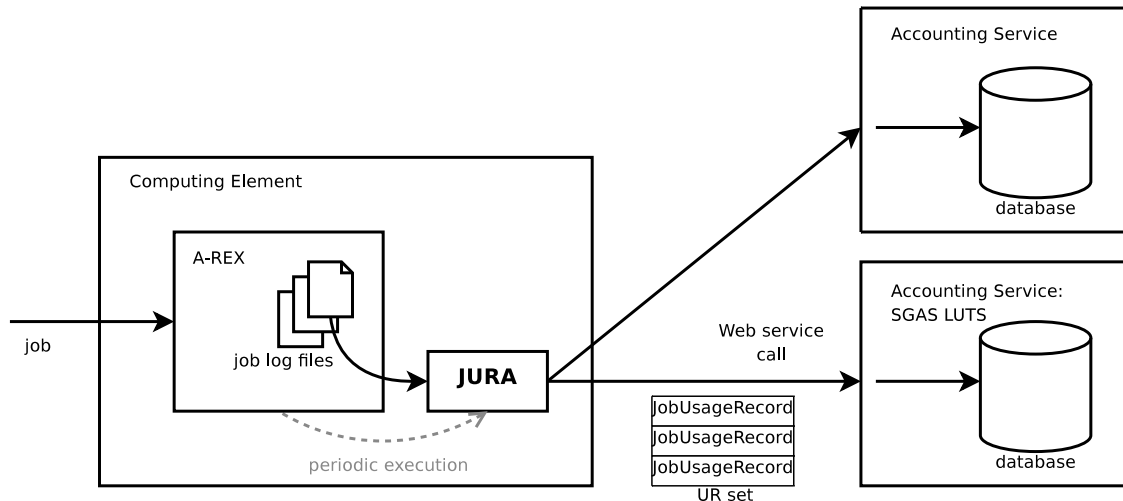 Accounting Service
database
Computing Element
A-REX
job log files
job
JURA
periodic execution
Web service
call
JobUsageRecord
JobUsageRecord
JobUsageRecord
UR set
Accounting Service:
SGAS LUTS
database